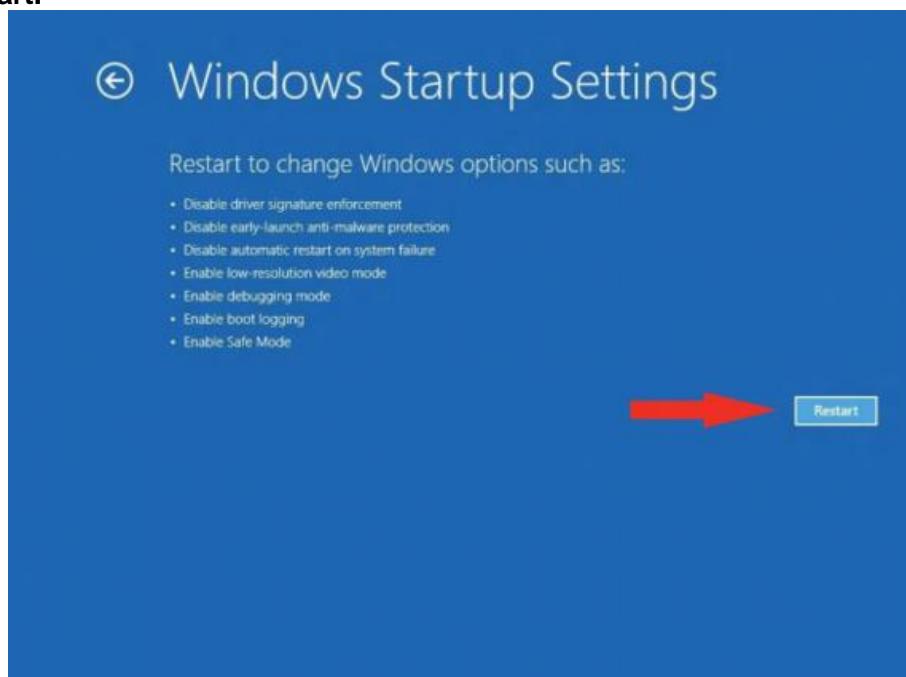 Windows Startup Settings
Restart to change Windows options such as:
• Disable driver signature enforcement
• Disable early-launch anti-malware protection
• Disable automatic restart on system failure
• Enable low-resolution video mode
• Enable debugging mode
• Enable boot logging
• Enable Safe Mode
Restart